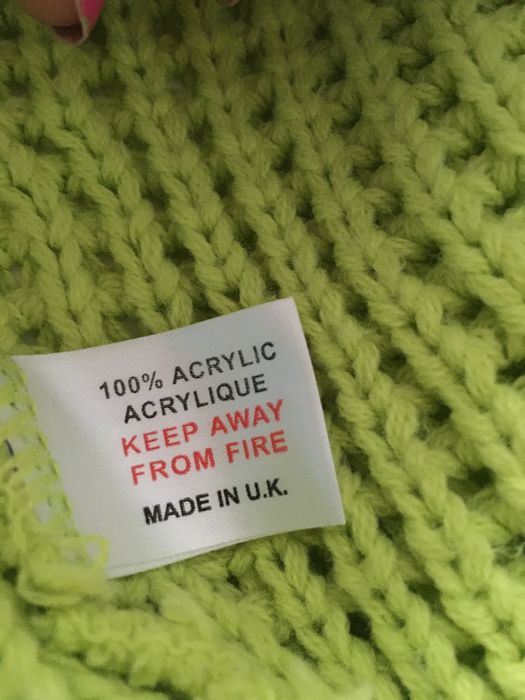 100% ACRYLIC
ACRYLIQUE
KEEP AWAY
FROM FIRE
MADE IN U.K.